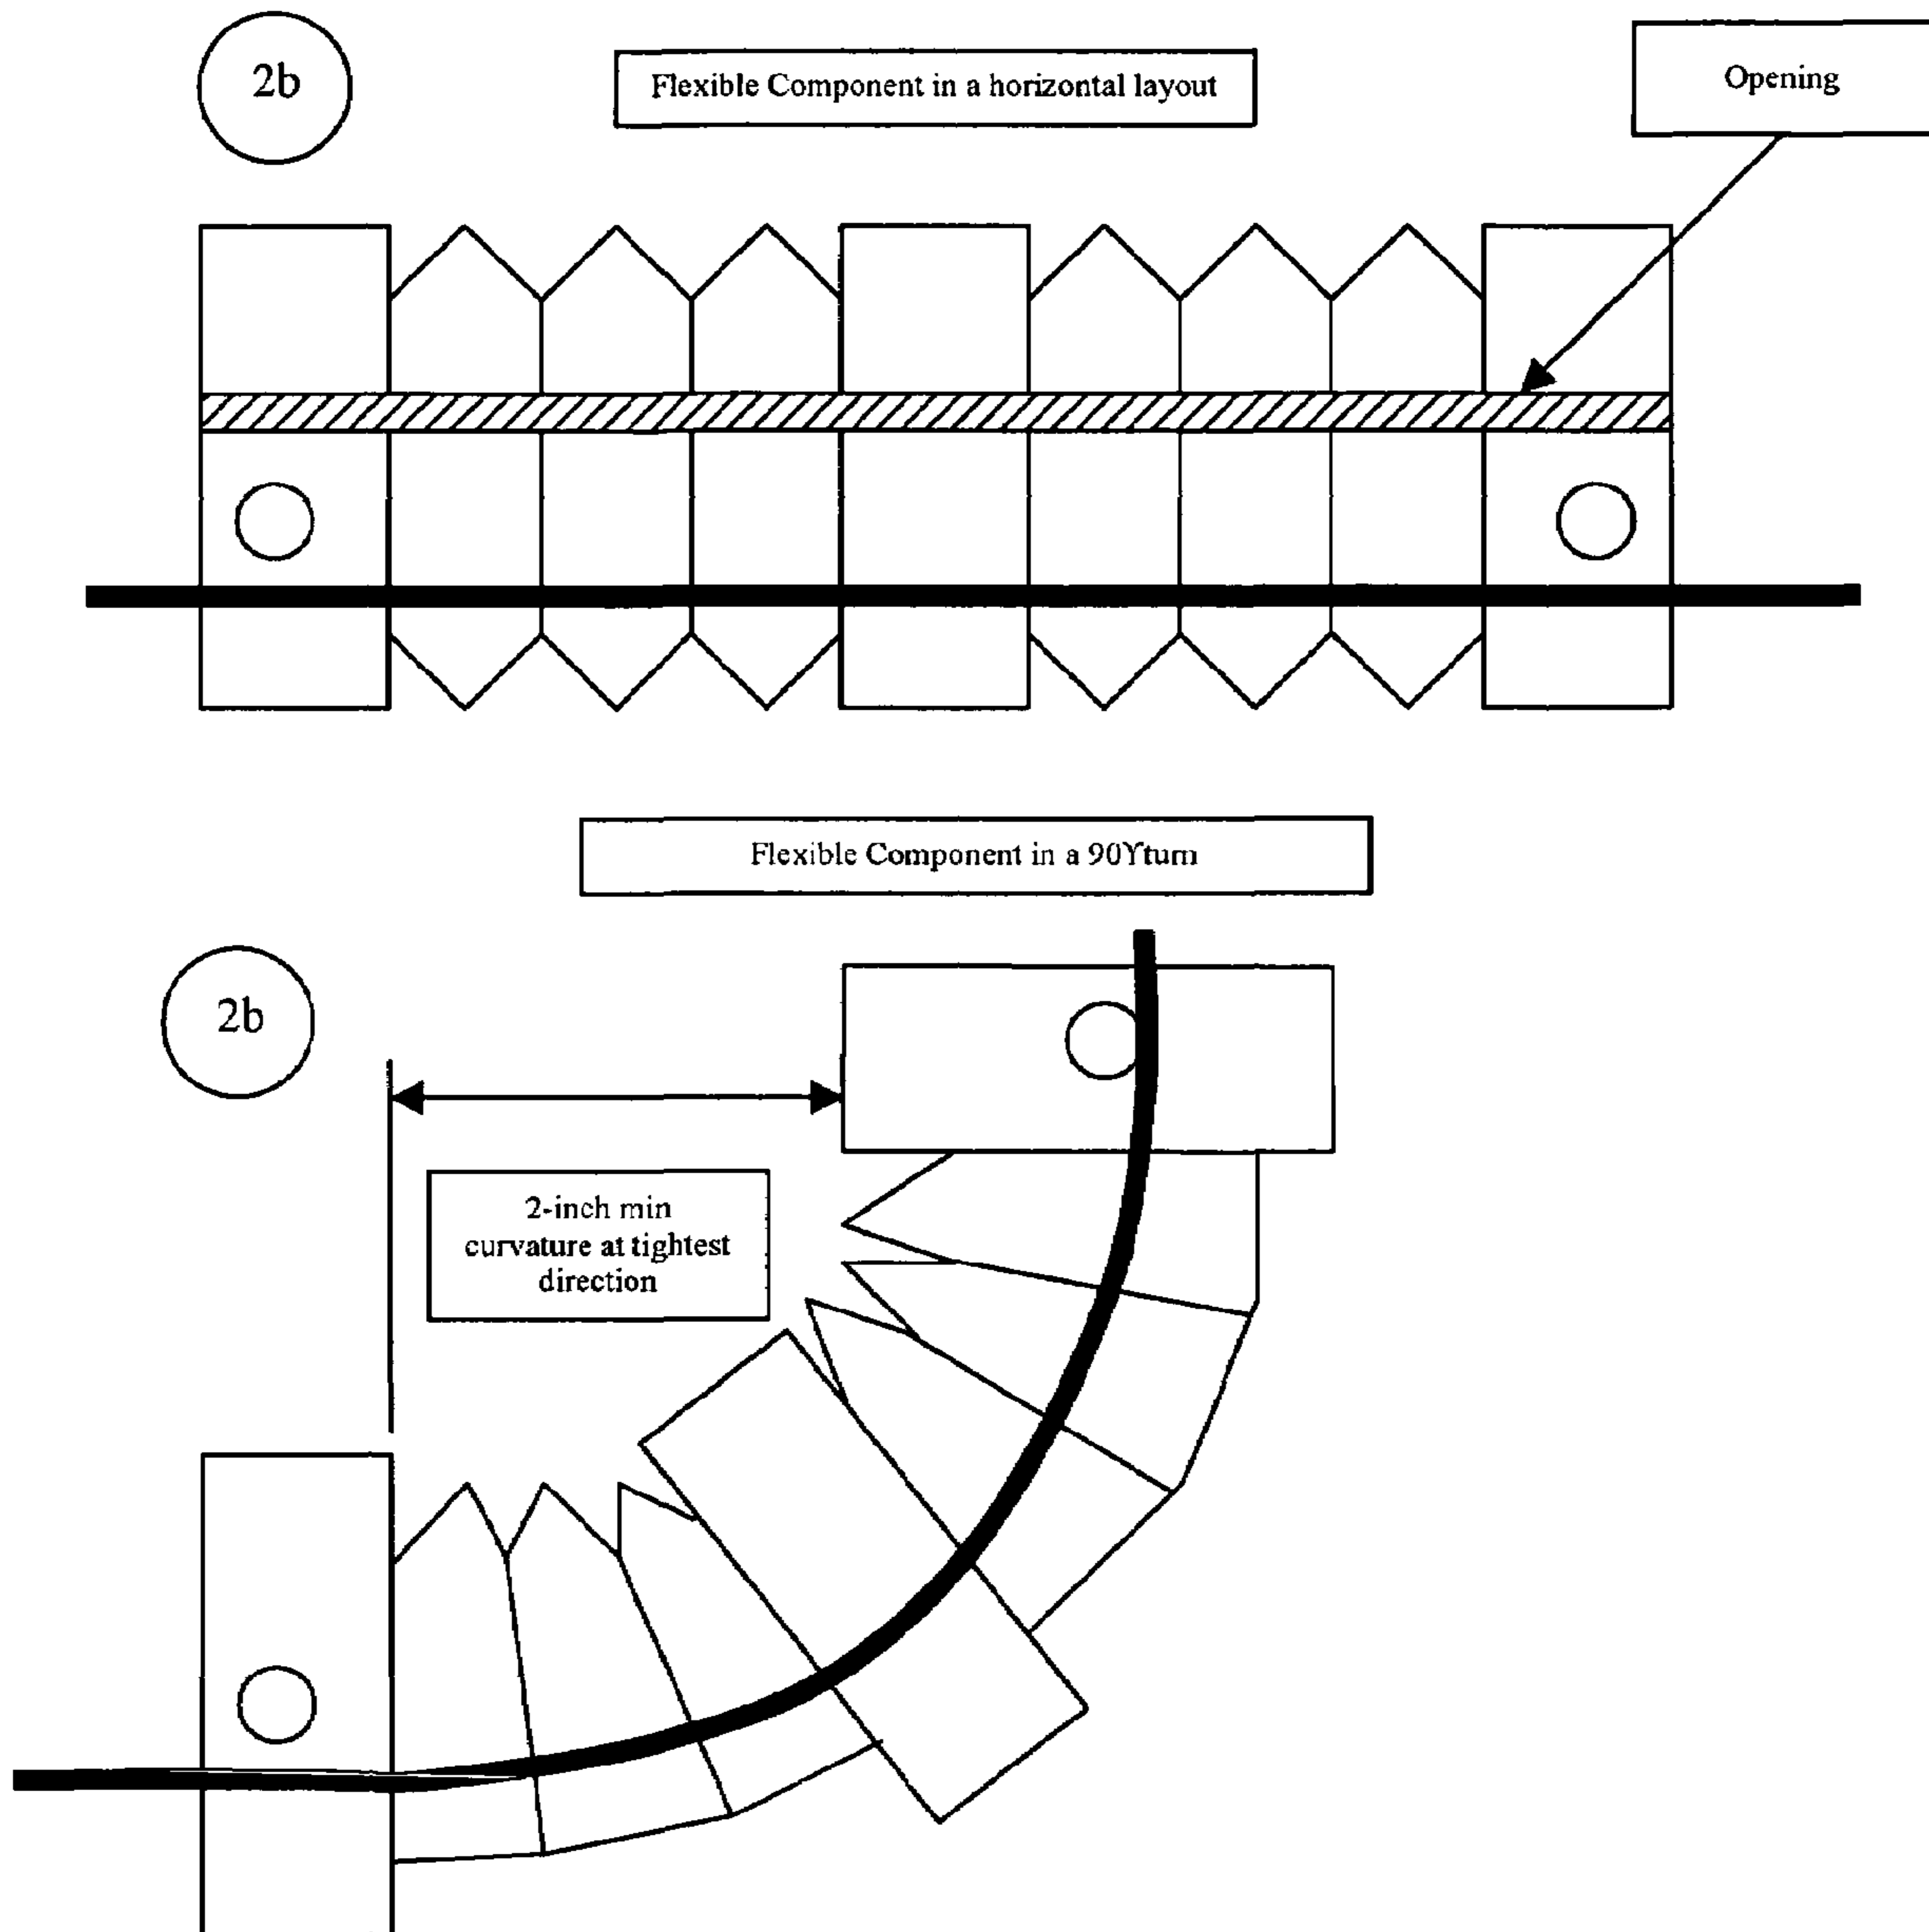 2b
Flexible Component in a horizontal layout
Opening
Flexible Component in a 90Yturn
2b
2-inch min
curvature at tightest
direction